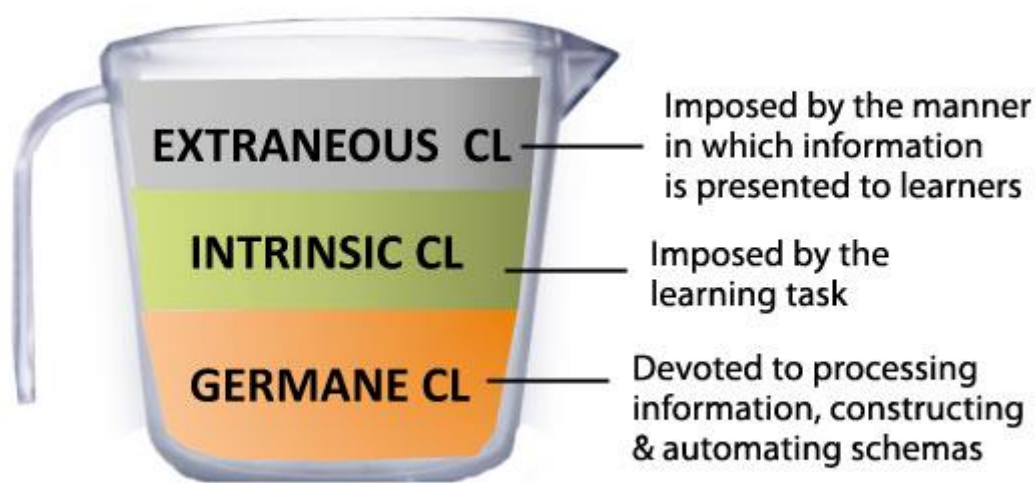 EXTRANEOUS CL
Imposed by the manner
in which information
is presented to learners
INTRINSIC CL
Imposed by the
learning task
GERMANE CL
Devoted to processing
information, constructing
& automating schemas